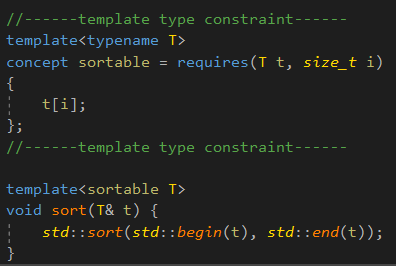 //------template type constraint------
template<typename T>
concept sortable = requires(T t, size_t i)
{
    t[i];
};
//------template type constraint------

template<sortable T>
void sort(T& t) {
    std::sort(std::begin(t), std::end(t));
}